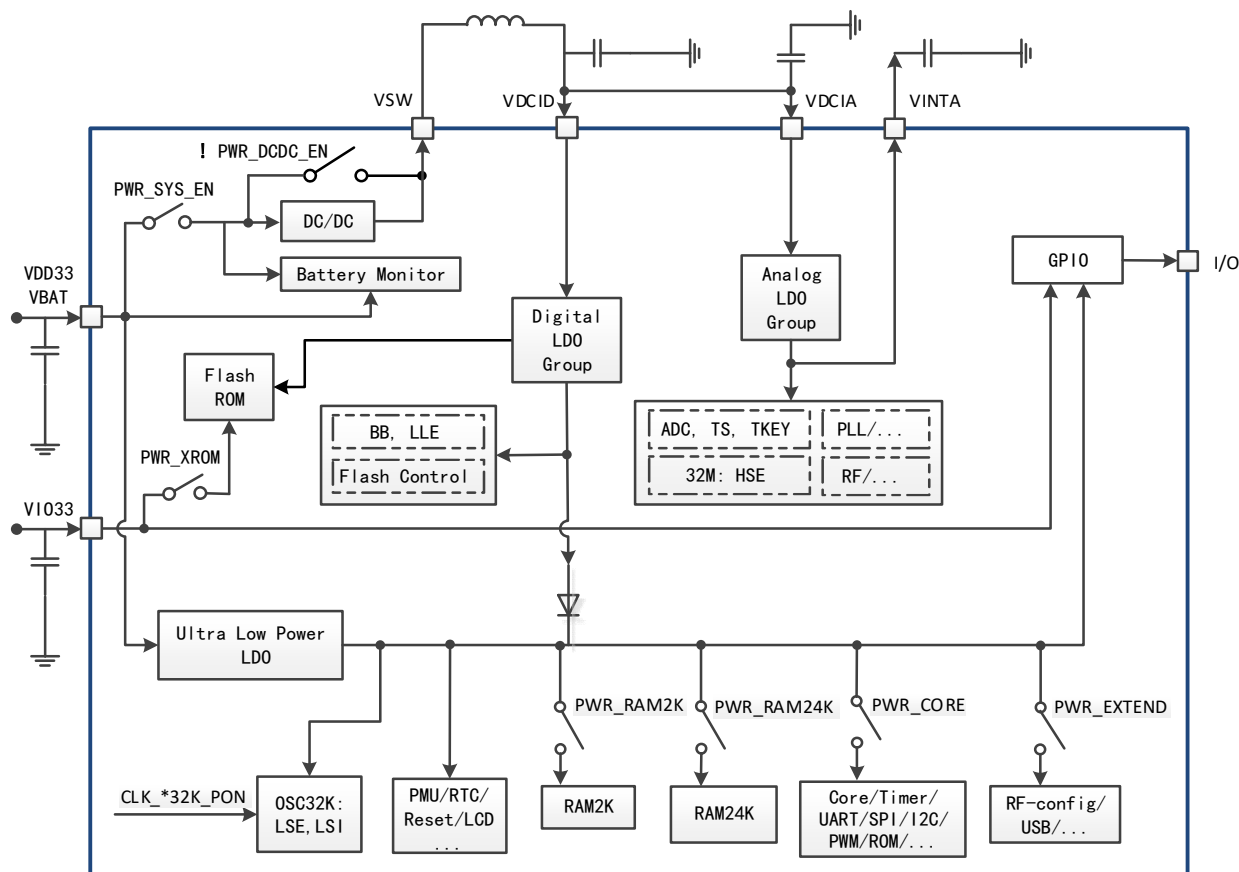 VSW
VDCID
VDCIA
VINTA
! PWR_DCDC_EN
PWR_SYS_EN
DC/DC
Battery Monitor
VDD33
VBAT
GPIO
I/O
Analog
LDO
Group
Digital
LDO
Group
Flash
ROM
BB, LLE
Flash Control
ADC, TS, TKEY
PLL/...
32M: HSE
RF/...
PWR_XROM
VIO33
Ultra Low Power
LDO
PWR_RAM2K
PWR_RAM24K
PWR_CORE
PWR_EXTEND
CLK_*32K_PON
OSC32K:
LSE, LSI
PMU/RTC/
Reset/LCD
...
RAM2K
RAM24K
Core/Timer/
UART/SPI/I2C/
PWM/ROM/...
RF-config/
USB/...